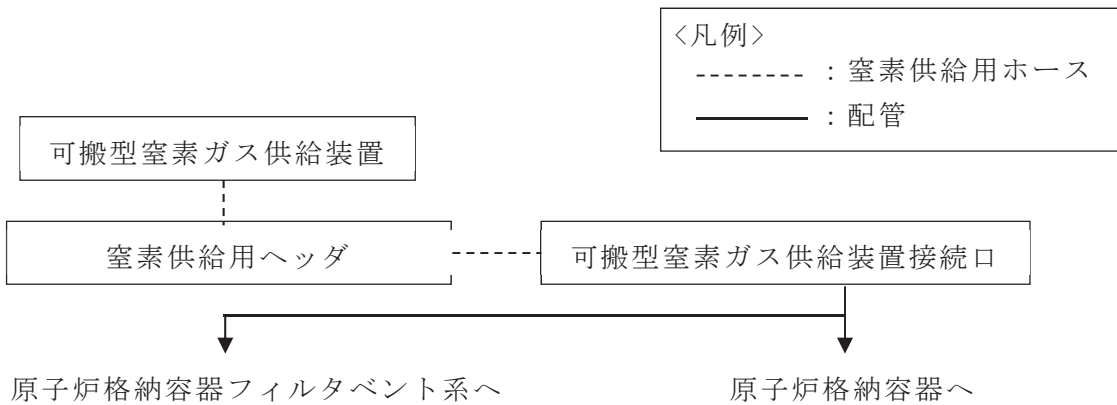 <凡例>
:窒素供給用ホース
:配管
可搬型窒素ガス供給装置
窒素供給用ヘッダ
可搬型窒素ガス供給装置接続口
原子炉格納容器フィルタベント系へ
原子炉格納容器へ